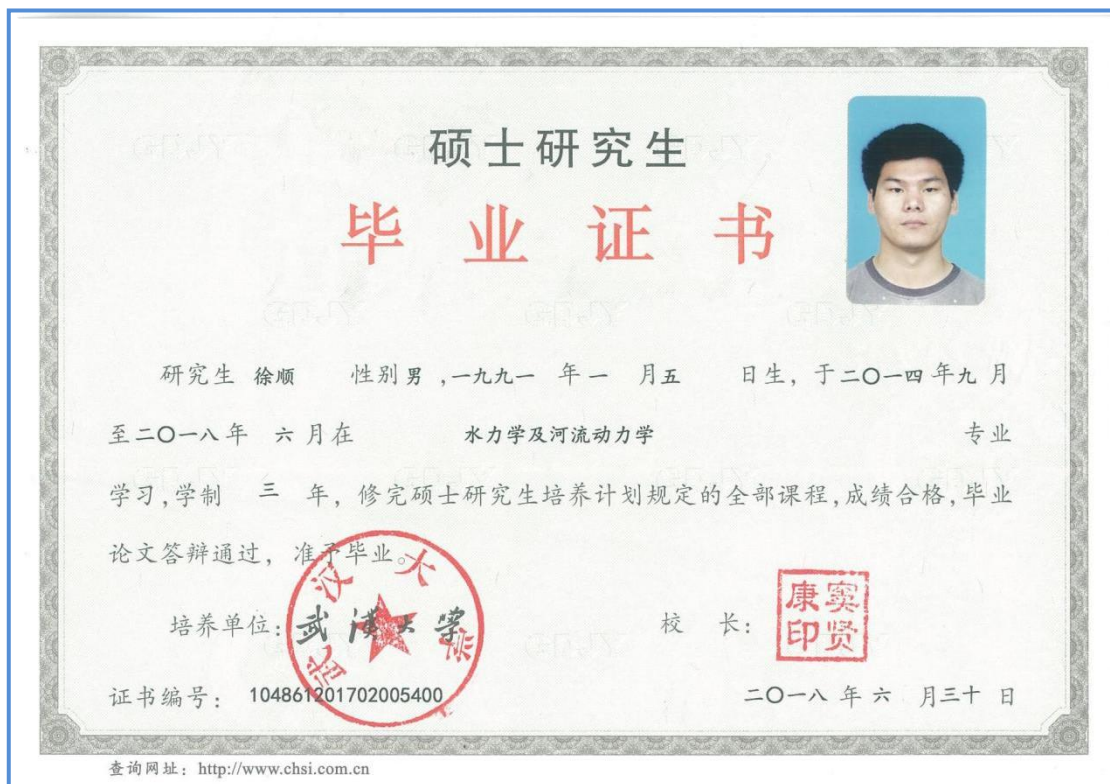 硕士研究生
毕业证书
研究生 徐顺 性别 男 ,一九九一 年 一 月 五 日生, 于二〇一四年九月
至二〇一八年 六月在 水力学及河流动力学 专业
学习,学制 三 年, 修完硕士研究生培养计划规定的全部课程,成绩合格,毕业
论文答辩通过, 准予毕业。
武汉大学
培养单位: 武漢大学 校 长: 窦贤康印
证书编号: 104861201702005400 二〇一八 年 六 月三十 日
查询网址: http://www.chsi.com.cn